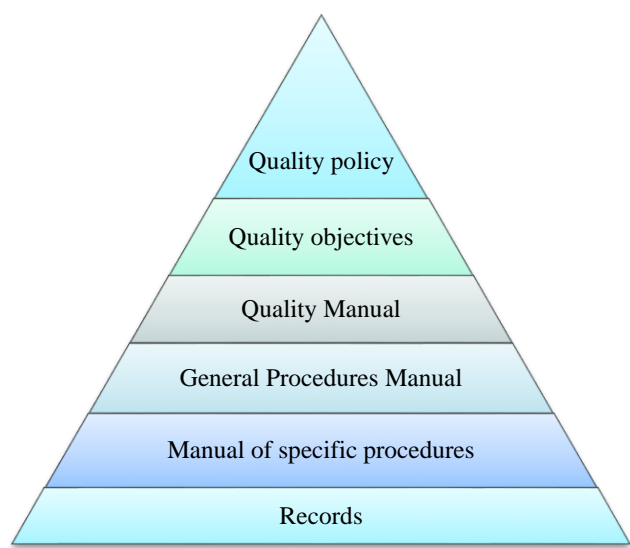 Quality policy
Quality objectives
Quality Manual
General Procedures Manual
Manual of specific procedures
Records